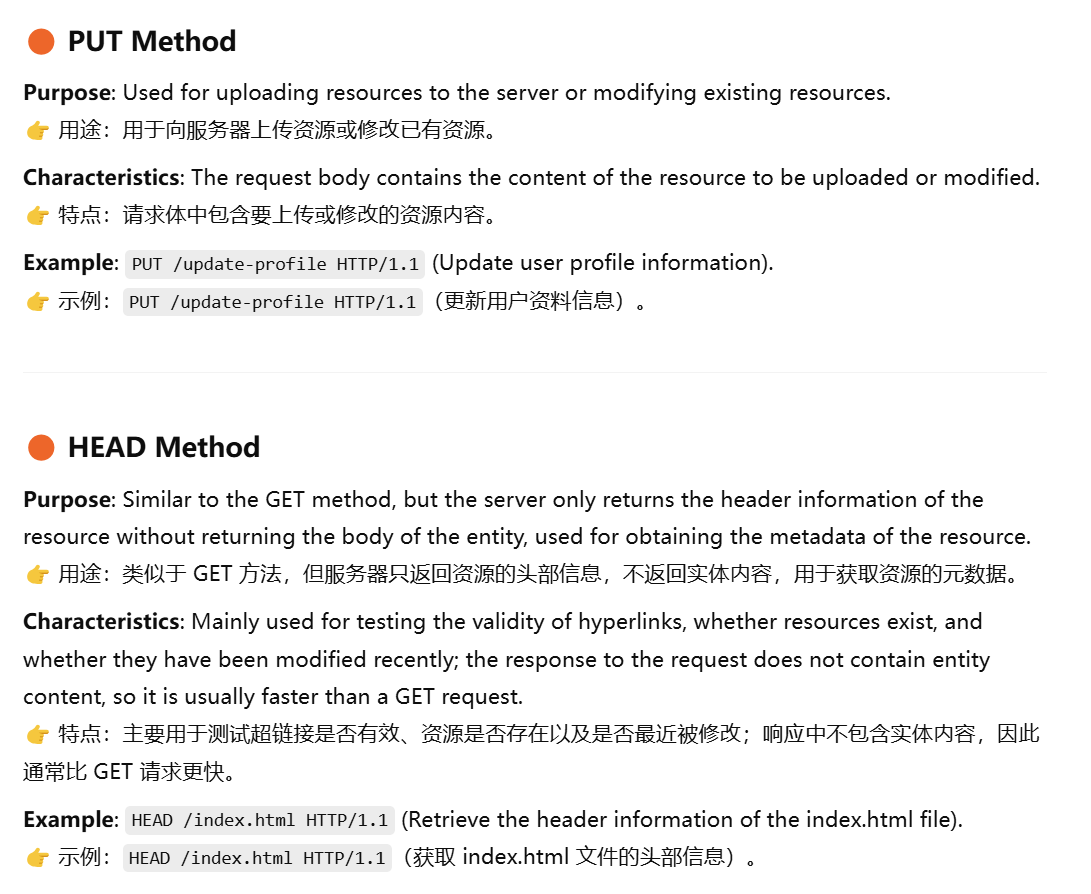 PUT Method
Purpose: Used for uploading resources to the server or modifying existing resources.
👉 用途：用于向服务器上传资源或修改已有资源。
Characteristics: The request body contains the content of the resource to be uploaded or modified.
👉 特点：请求体中包含要上传或修改的资源内容。
Example: PUT /update-profile HTTP/1.1 (Update user profile information).
👉 示例：PUT /update-profile HTTP/1.1（更新用户资料信息）。
HEAD Method
Purpose: Similar to the GET method, but the server only returns the header information of the
resource without returning the body of the entity, used for obtaining the metadata of the resource.
👉 用途：类似于 GET 方法，但服务器只返回资源的头部信息，不返回实体内容，用于获取资源的元数据。
Characteristics: Mainly used for testing the validity of hyperlinks, whether resources exist, and
whether they have been modified recently; the response to the request does not contain entity
content, so it is usually faster than a GET request.
👉 特点：主要用于测试超链接是否有效、资源是否存在以及是否最近被修改；响应中不包含实体内容，因此
通常比 GET 请求更快。
Example: HEAD /index.html HTTP/1.1 (Retrieve the header information of the index.html file).
👉 示例：HEAD /index.html HTTP/1.1（获取 index.html 文件的头部信息）。